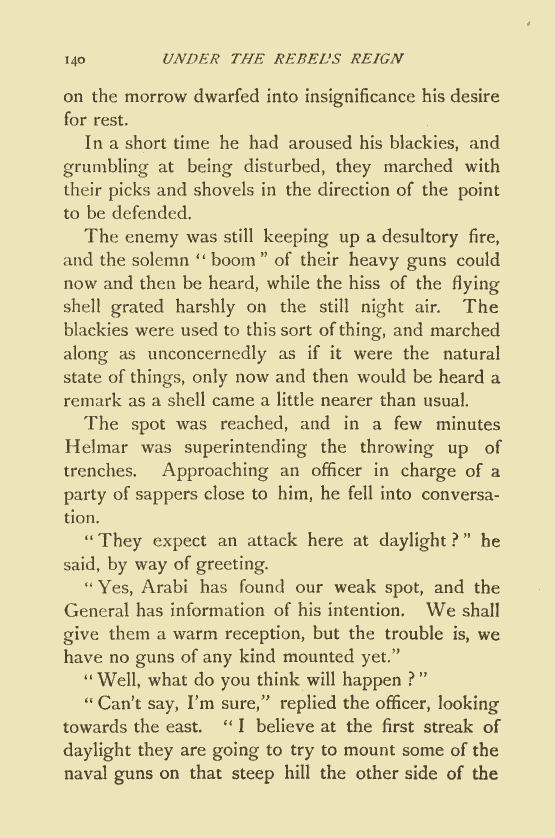 140 UNDER THE REBEL'S REIGN
on the morrow dwarfed into insignificance his desire
for rest.
In a short time he had aroused his blackies, and
grumbling at being disturbed, they marched with
their picks and shovels in the direction of the point
to be defended.
The enemy was still keeping up a desultory fire,
and the solemn “ boom ” of their heavy guns could
now and then be heard, while the hiss of the flying
shell grated harshly on the still night air. The
blackies were used to this sort of thing, and marched
along as unconcernedly as if it were the natural
state of things, only now and then would be heard a
remark as a shell came a little nearer than usual.
The spot was reached, and in a few minutes
Helmar was superintending the throwing up of
trenches. Approaching an officer in charge of a
party of sappers close to him, he fell into conversa-
tion.
“ They expect an attack here at daylight ? ” he
said, by way of greeting.
“ Yes, Arabi has found our weak spot, and the
General has information of his intention. We shall
give them a warm reception, but the trouble is, we
have no guns of any kind mounted yet.”
“ Well, what do you think will happen ? ”
“ Can't say, I'm sure,” replied the officer, looking
towards the east. “ I believe at the first streak of
daylight they are going to try to mount some of the
naval guns on that steep hill the other side of the